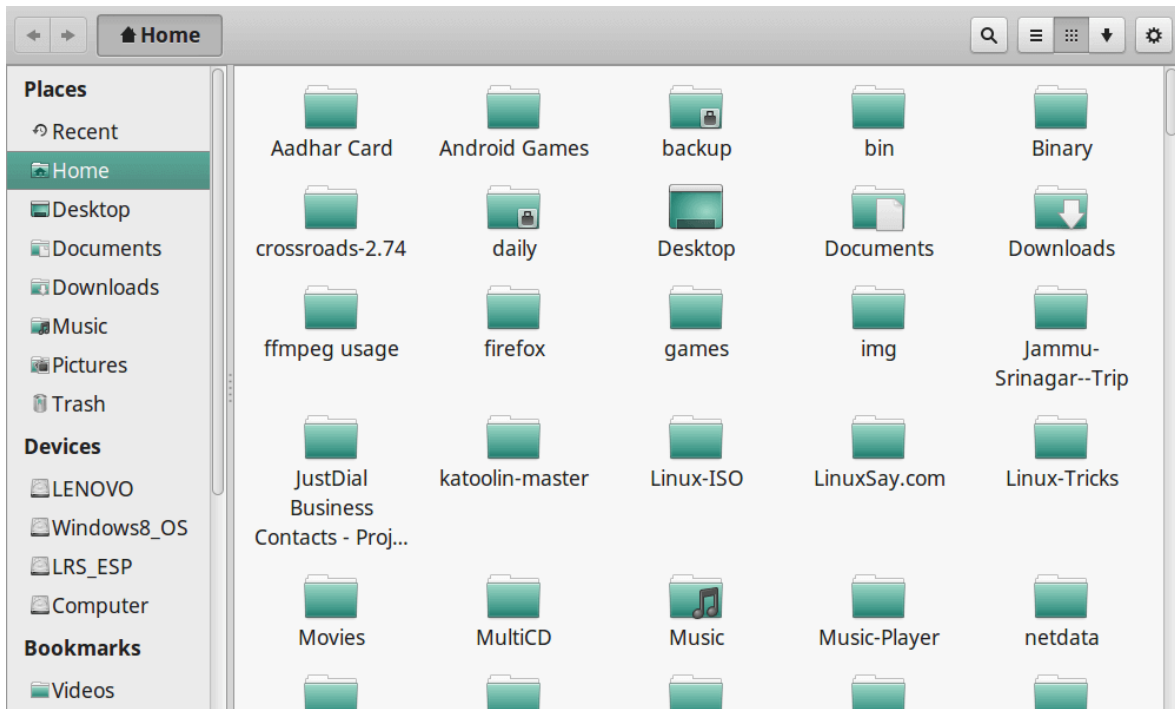 Home
Places
Recent
Home
Desktop
Documents
Downloads
Music
Pictures
Trash
Devices
LENOVO
Windows8_OS
LRS_ESP
Computer
Bookmarks
Videos
Aadhar Card
Android Games
backup
bin
Binary
crossroads-2.74
daily
Desktop
Documents
Downloads
ffmpeg usage
firefox
games
img
Jammu-
Srinagar--Trip
JustDial
Business
Contacts - Proj...
katoolin-master
Linux-ISO
LinuxSay.com
Linux-Tricks
Movies
MultiCD
Music
Music-Player
netdata